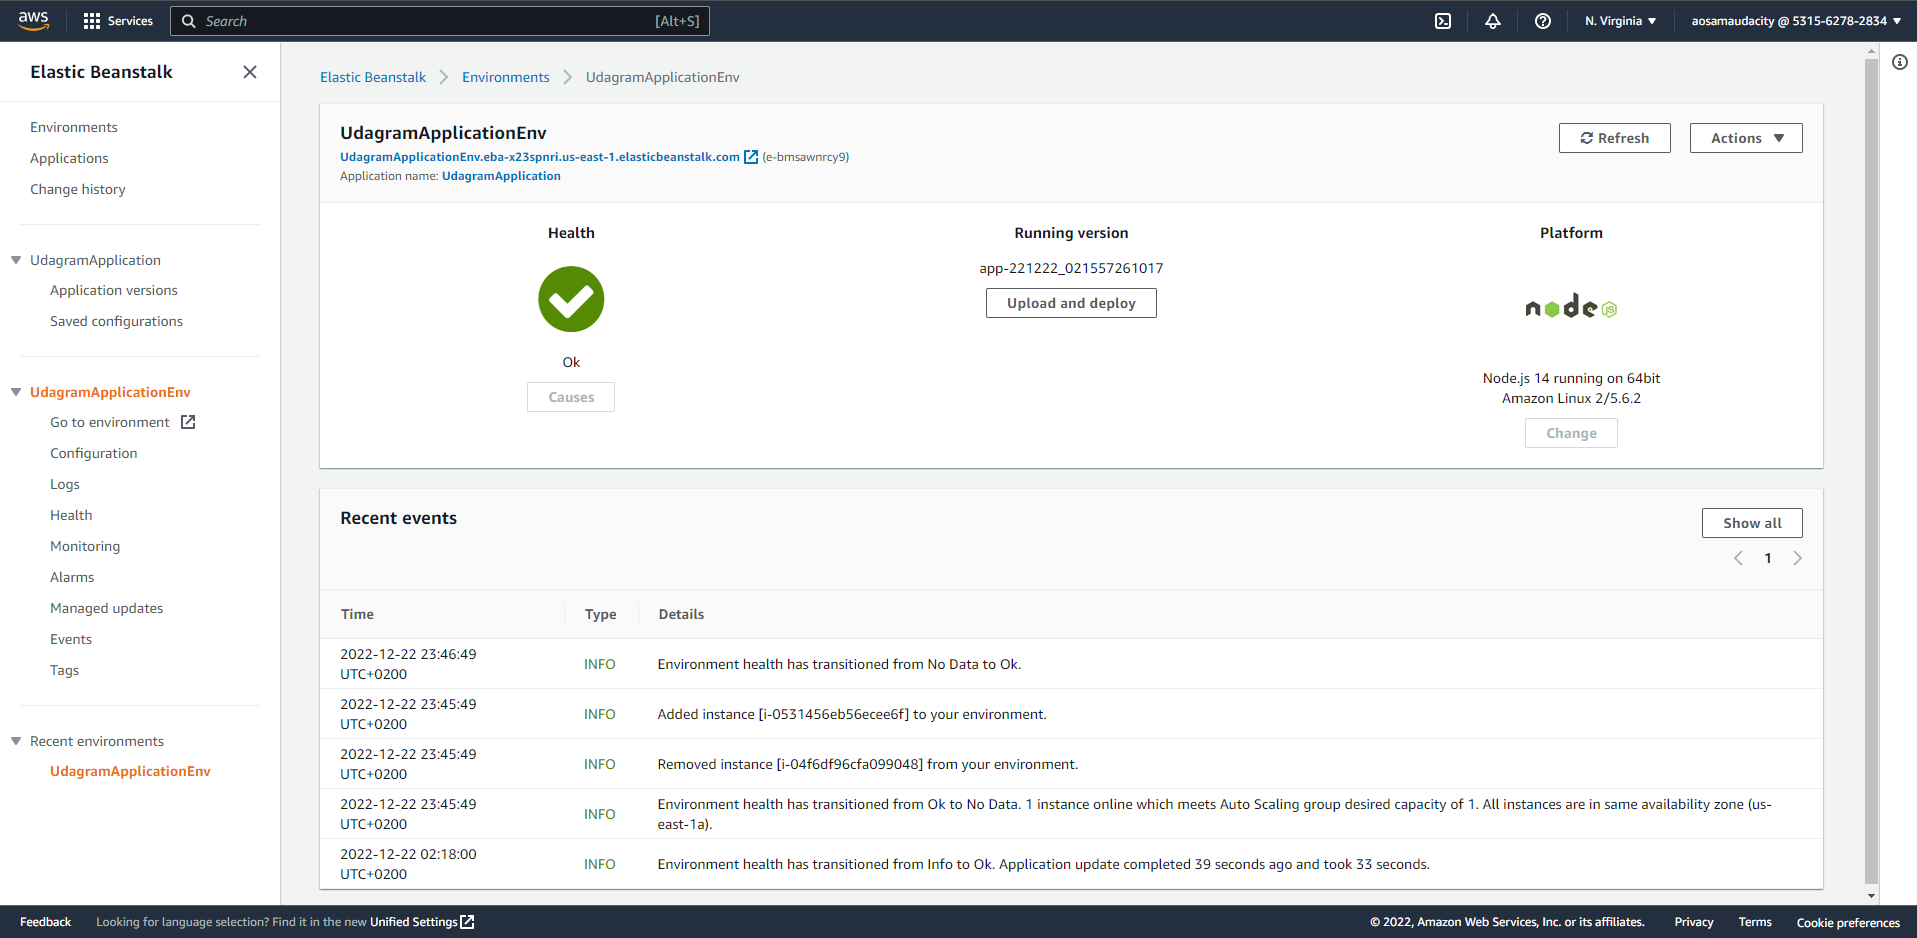 aws
Services
Search
[Alt+S]
N. Virginia
aosamaudacity @ 5315-6278-2834
Elastic Beanstalk
Environments
Applications
Change history
UdagramApplication
Application versions
Saved configurations
UdagramApplicationEnv
Go to environment
Configuration
Logs
Health
Monitoring
Alarms
Managed updates
Events
Tags
Recent environments
UdagramApplicationEnv
Elastic Beanstalk > Environments > UdagramApplicationEnv
UdagramApplicationEnv
UdagramApplicationEnv.eba-x23spnri.us-east-1.elasticbeanstalk.com (e-bmsawnrcy9)
Application name: UdagramApplication
Refresh
Actions
Health
Ok
Causes
Running version
app-221222_021557261017
Upload and deploy
Platform
node JS
Node.js 14 running on 64bit
Amazon Linux 2/5.6.2
Change
Recent events
Show all
1
Time Type Details
2022-12-22 23:46:49
UTC+0200
INFO
Environment health has transitioned from No Data to Ok.
2022-12-22 23:45:49
UTC+0200
INFO
Added instance [i-0531456eb56ecee6f] to your environment.
2022-12-22 23:45:49
UTC+0200
INFO
Removed instance [i-04f6df96cfa099048] from your environment.
2022-12-22 23:45:49
UTC+0200
INFO
Environment health has transitioned from Ok to No Data. 1 instance online which meets Auto Scaling group desired capacity of 1. All instances are in same availability zone (us-
east-1a).
2022-12-22 02:18:00
UTC+0200
INFO
Environment health has transitioned from Info to Ok. Application update completed 39 seconds ago and took 33 seconds.
Feedback
Looking for language selection? Find it in the new Unified Settings
© 2022, Amazon Web Services, Inc. or its affiliates.
Privacy
Terms
Cookie preferences